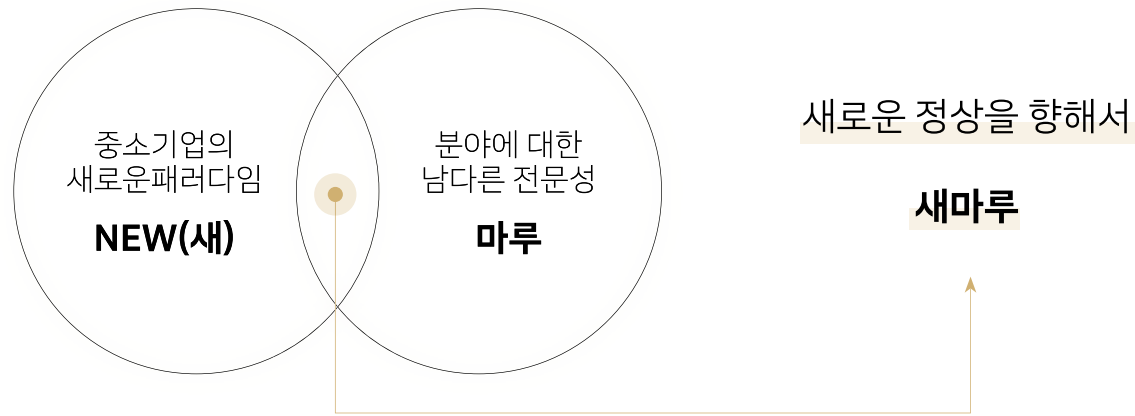 중소기업의
새로운패러다임
NEW(새)
분야에 대한
남다른 전문성
마루
새로운 정상을 향해서
새마루